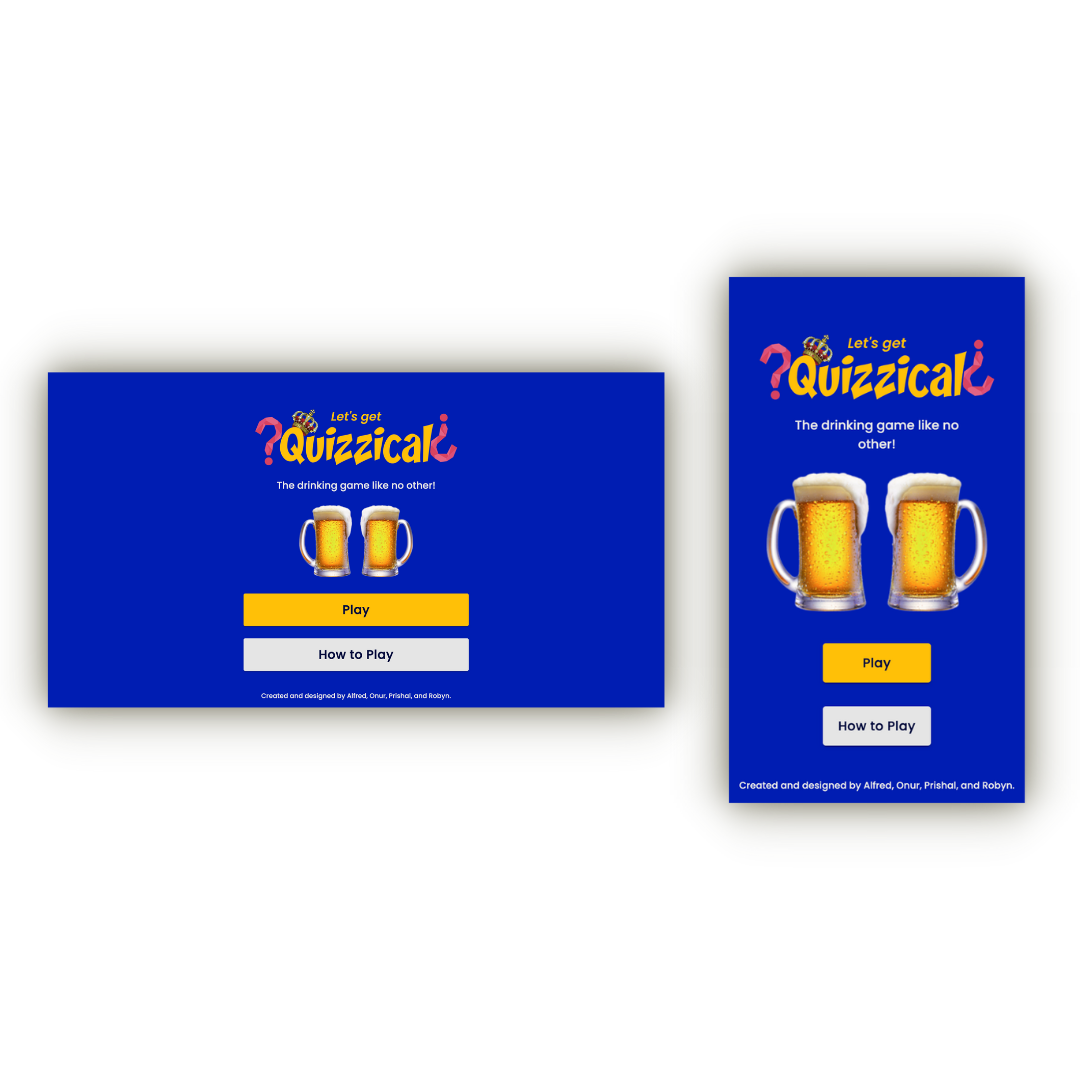 Let's get
?Quizzical¿
The drinking game like no other!
Play
How to Play
Created and designed by Alfred, Onur, Prishal, and Robyn.
Let's get
?Quizzical¿
The drinking game like no
other!
Play
How to Play
Created and designed by Alfred, Onur, Prishal, and Robyn.